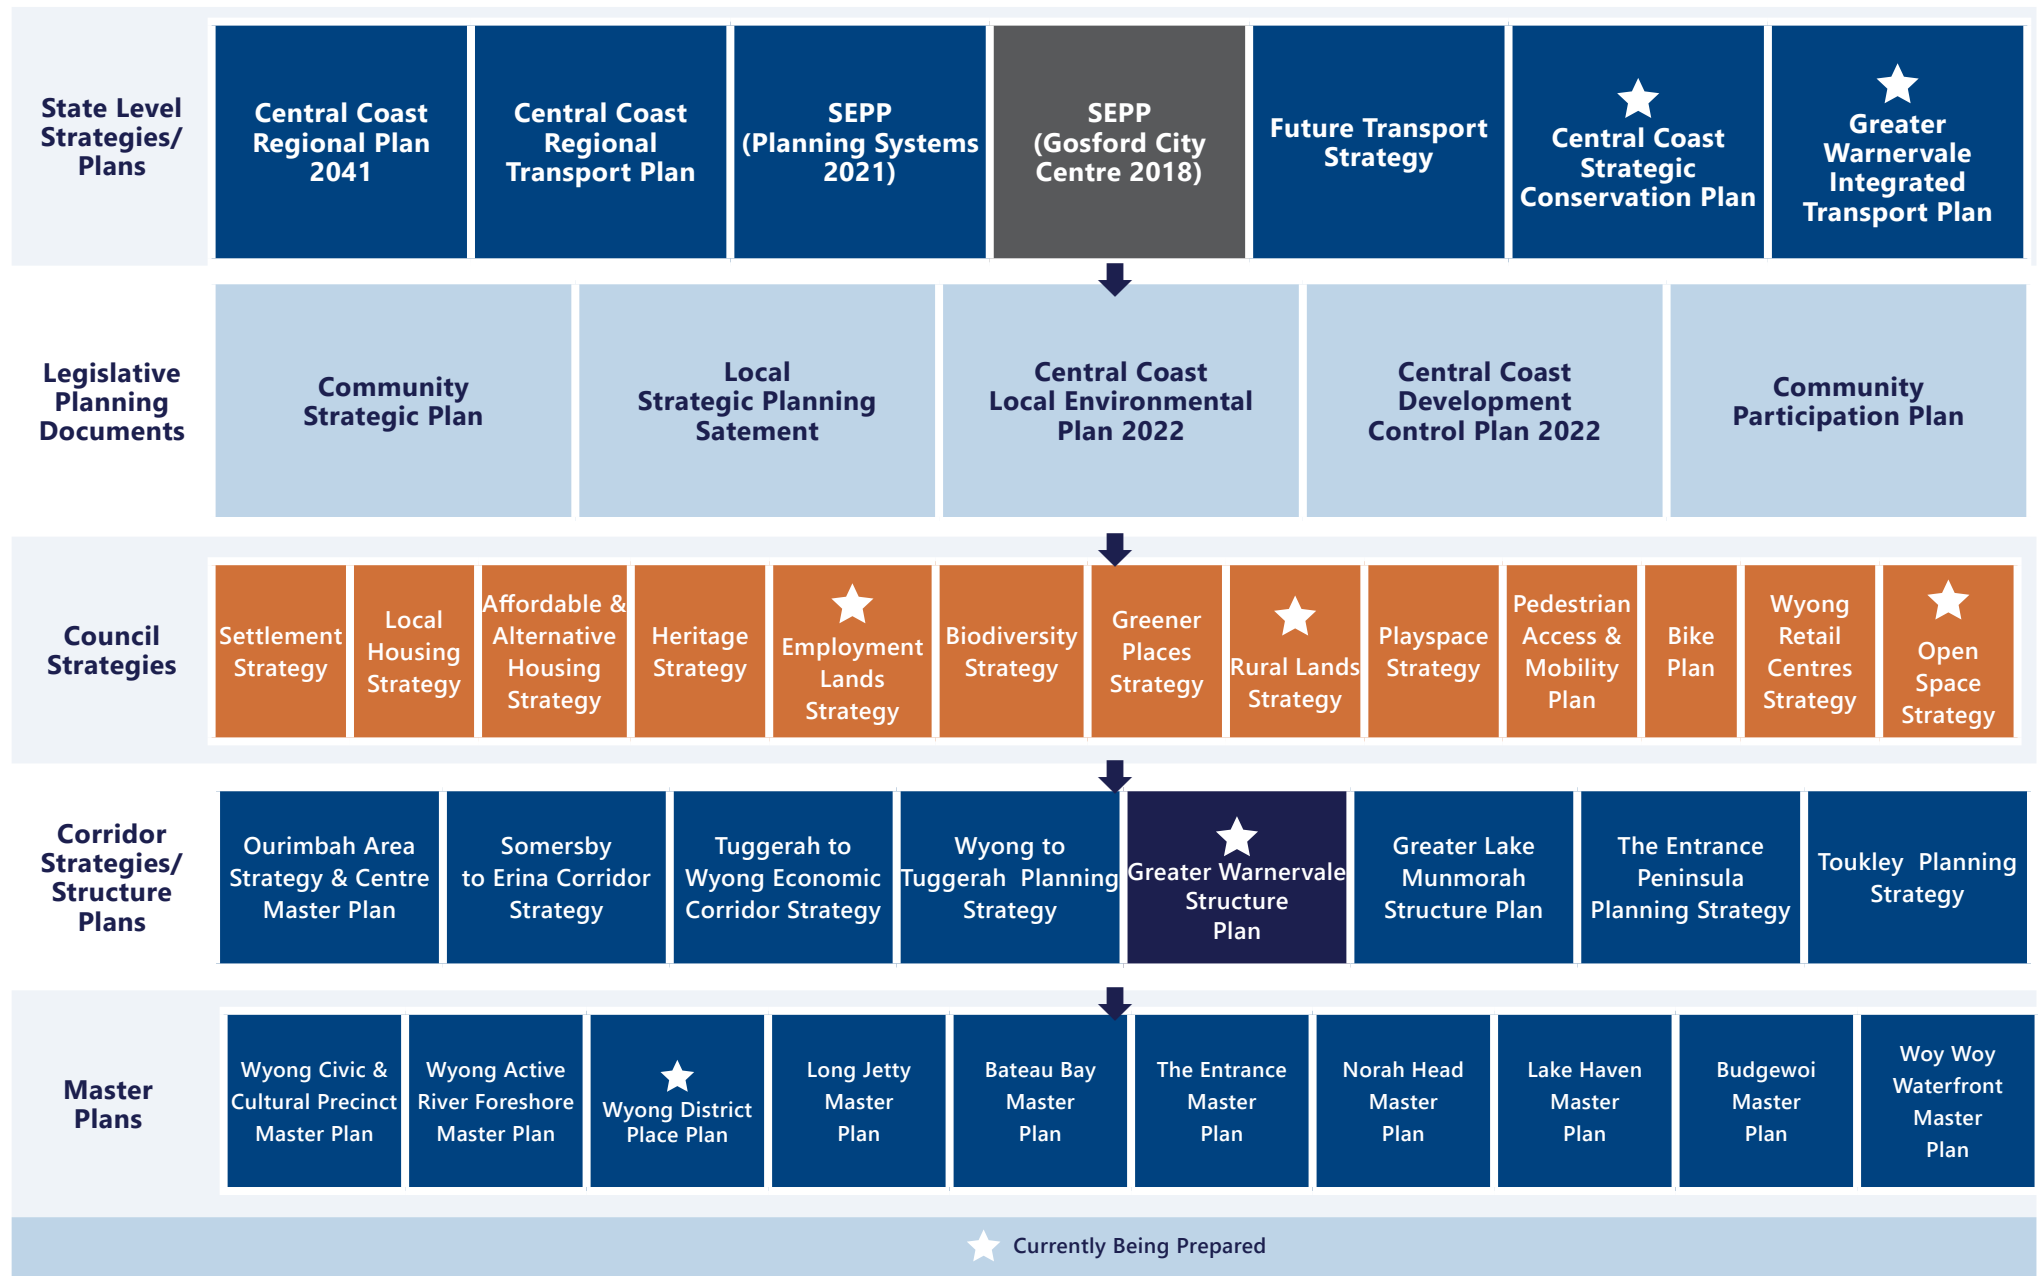 State Level
Strategies/
Plans
Central Coast
Regional Plan
2041
Central Coast
Regional
Transport Plan
SEPP
(Planning Systems
2021)
SEPP
(Gosford City
Centre 2018)
Future Transport
Strategy
Central Coast
Strategic
Conservation Plan
Greater
Warnervale
Integrated
Transport Plan
Legislative
Planning
Documents
Community
Strategic Plan
Local
Strategic Planning
Satement
Central Coast
Local Environmental
Plan 2022
Central Coast
Development
Control Plan 2022
Community
Participation Plan
Council
Strategies
Settlement
Strategy
Local
Housing
Strategy
Affordable &
Alternative
Housing
Strategy
Heritage
Strategy
Employment
Lands
Strategy
Biodiversity
Strategy
Greener
Places
Strategy
Rural Lands
Strategy
Playspace
Strategy
Pedestrian
Access &
Mobility
Plan
Bike
Plan
Wyong
Retail
Centres
Strategy
Open
Space
Strategy
Corridor
Strategies/
Structure
Plans
Ourimbah Area
Strategy & Centre
Master Plan
Somersby
to Erina Corridor
Strategy
Tuggerah to
Wyong Economic
Corridor Strategy
Wyong to
Tuggerah Planning
Strategy
Greater Warnervale
Structure
Plan
Greater Lake
Munmorah
Structure Plan
The Entrance
Peninsula
Planning Strategy
Toukley Planning
Strategy
Master
Plans
Wyong Civic &
Cultural Precinct
Master Plan
Wyong Active
River Foreshore
Master Plan
Wyong District
Place Plan
Long Jetty
Master
Plan
Bateau Bay
Master
Plan
The Entrance
Master
Plan
Norah Head
Master
Plan
Lake Haven
Master
Plan
Budgewoi
Master
Plan
Woy Woy
Waterfront
Master
Plan
Currently Being Prepared